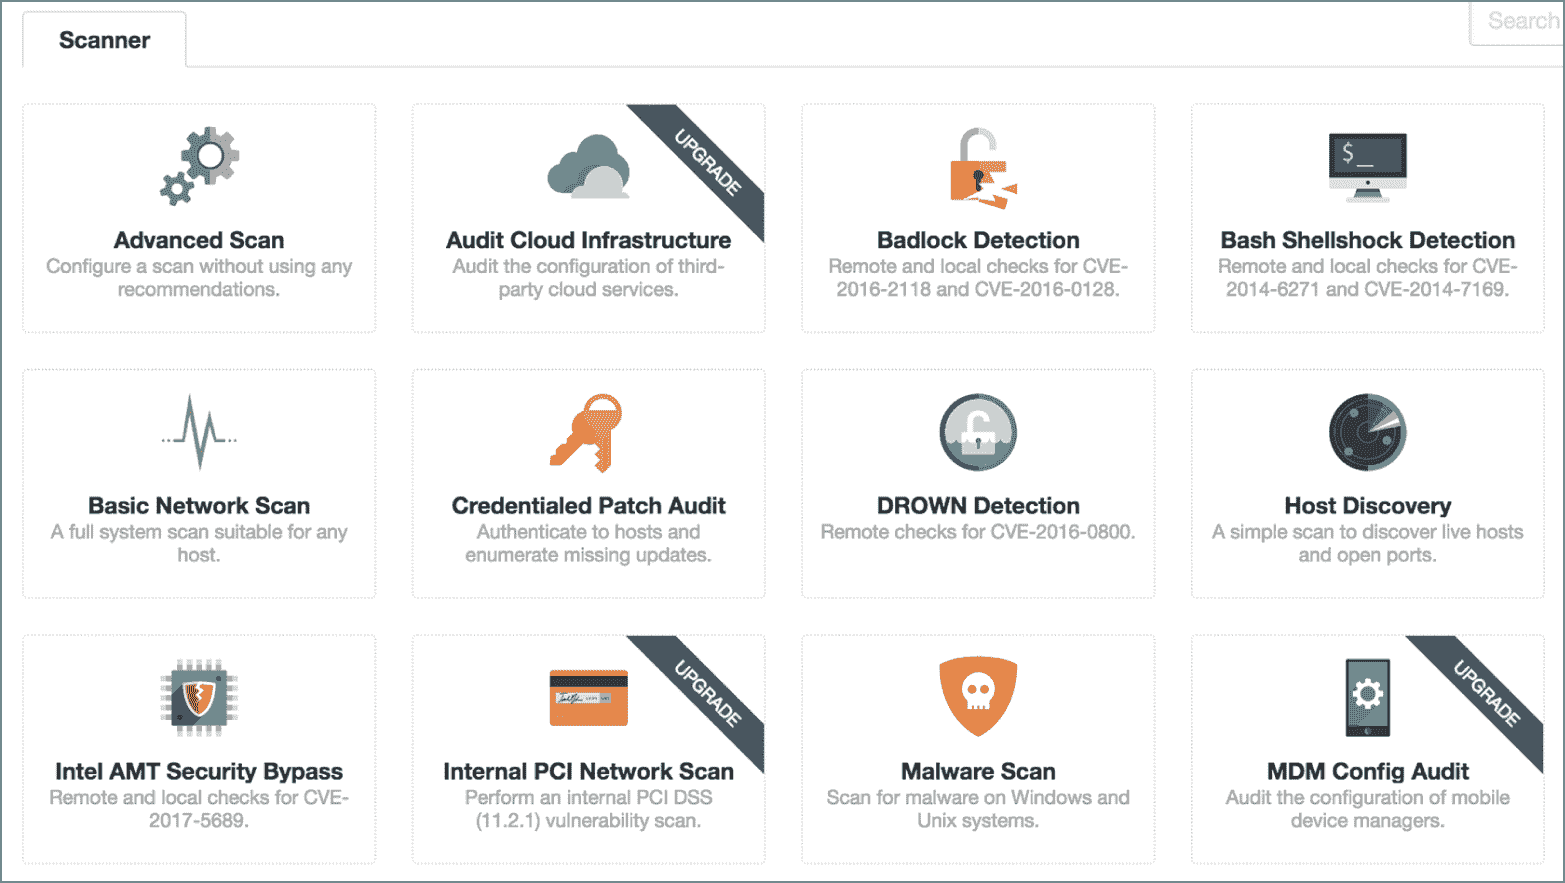 Scanner
Search
Advanced Scan
Configure a scan without using any
recommendations.
UPGRADE
Audit Cloud Infrastructure
Audit the configuration of third-
party cloud services.
Badlock Detection
Remote and local checks for CVE-
2016-2118 and CVE-2016-0128.
$_
Bash Shellshock Detection
Remote and local checks for CVE-
2014-6271 and CVE-2014-7169.
Basic Network Scan
A full system scan suitable for any
host.
Credentialed Patch Audit
Authenticate to hosts and
enumerate missing updates.
DROWN Detection
Remote checks for CVE-2016-0800.
Host Discovery
A simple scan to discover live hosts
and open ports.
Intel AMT Security Bypass
Remote and local checks for CVE-
2017-5689.
UPGRADE
Internal PCI Network Scan
Perform an internal PCI DSS
(11.2.1) vulnerability scan.
Malware Scan
Scan for malware on Windows and
Unix systems.
UPGRADE
MDM Config Audit
Audit the configuration of mobile
device managers.